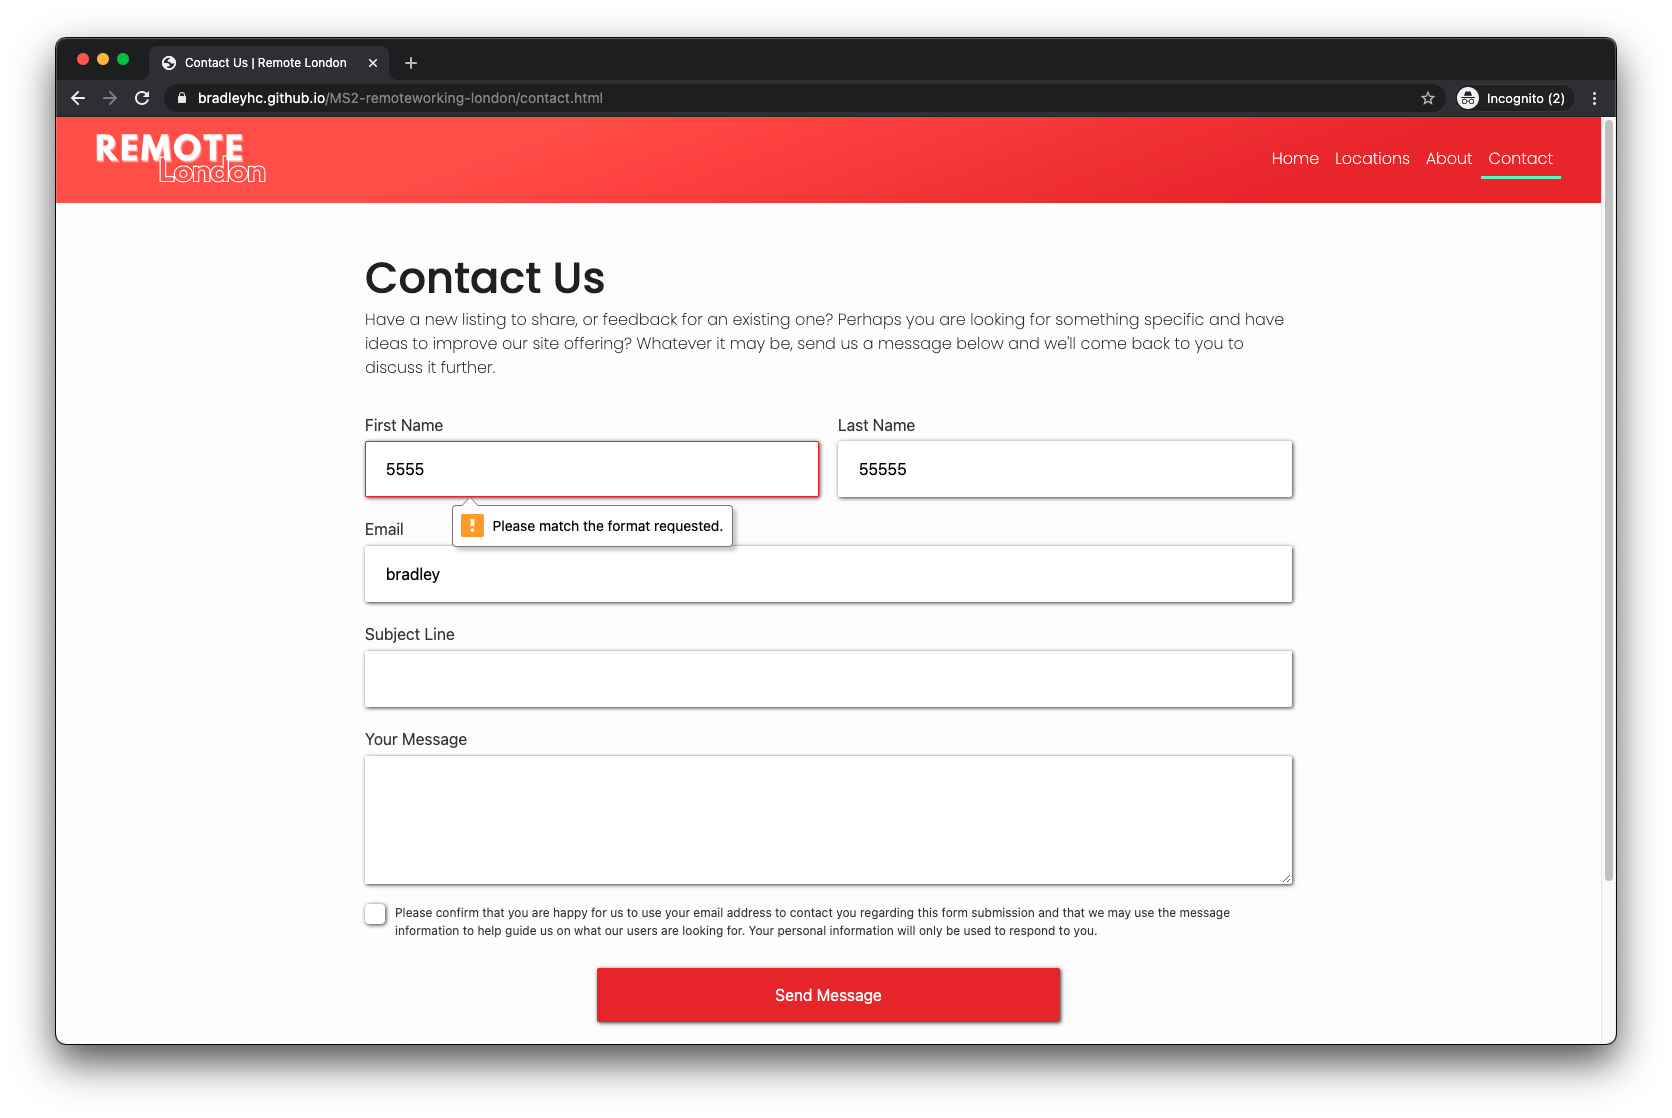 Contact Us | Remote London
bradleyhc.github.io/MS2-remoteworking-london/contact.html
Incognito (2)
REMOTE
London
Home Locations About Contact
Contact Us
Have a new listing to share, or feedback for an existing one? Perhaps you are looking for something specific and have
ideas to improve our site offering? Whatever it may be, send us a message below and we'll come back to you to
discuss it further.
First Name
Last Name
5555
55555
Please match the format requested.
Email
bradley
Subject Line
Your Message
Please confirm that you are happy for us to use your email address to contact you regarding this form submission and that we may use the message
information to help guide us on what our users are looking for. Your personal information will only be used to respond to you.
Send Message